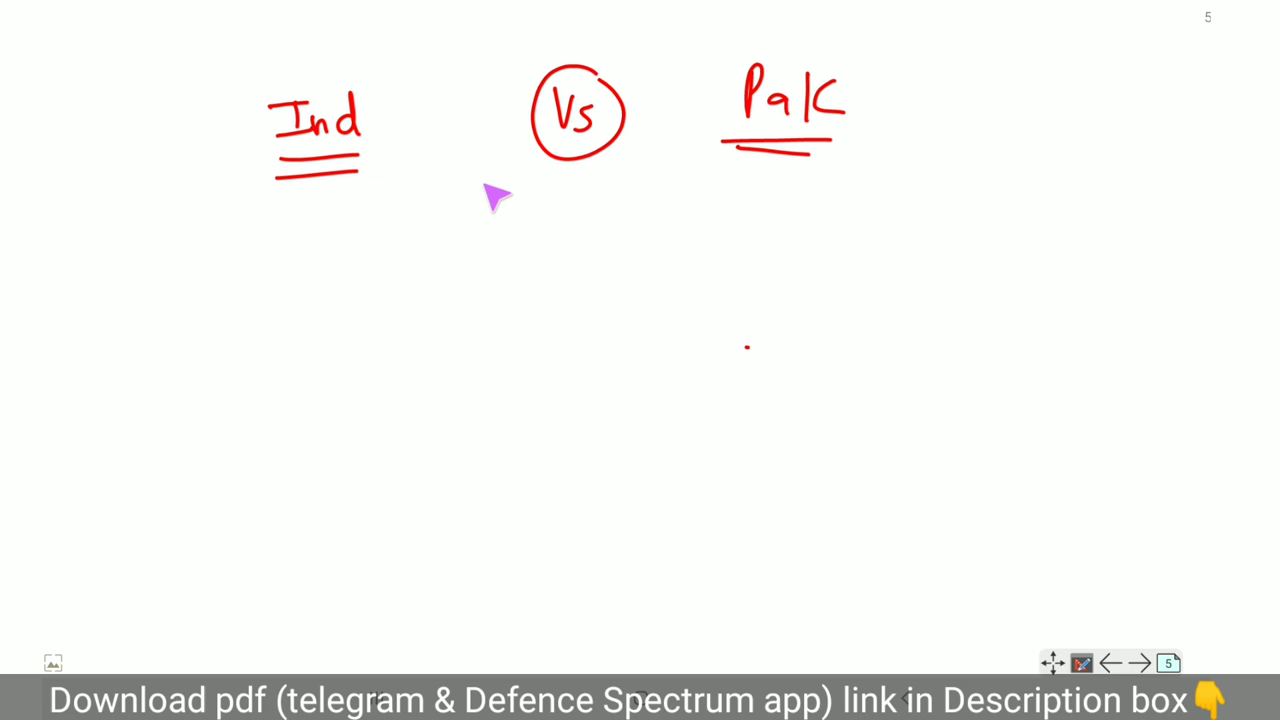 5
Ind Vs Pak
5
Download pdf (telegram & Defence Spectrum app) link in Description box👇